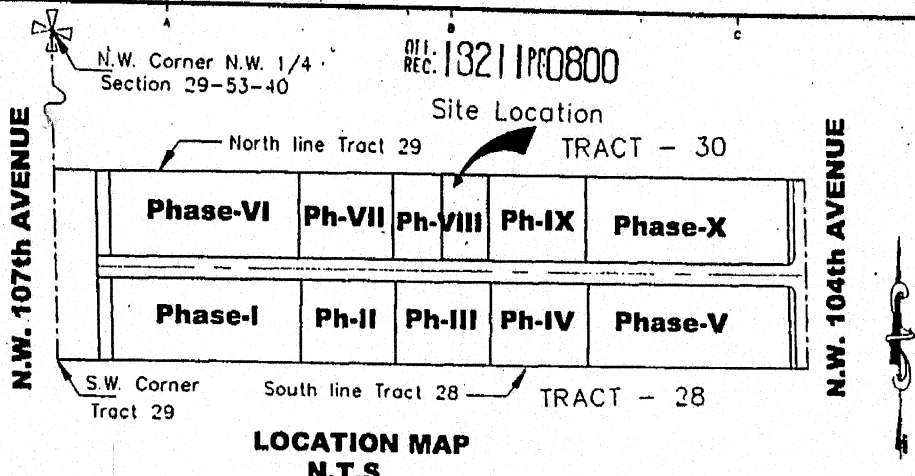 A
B
C
OFF.
REC. 13211PG0800
N.W. Corner N.W. 1/4
Section 29-53-40
Site Location
North line Tract 29
TRACT - 30
N.W. 107th AVENUE
Phase-VI
Ph-VII
Ph-VIII
Ph-IX
Phase-X
N.W. 104th AVENUE
Phase-I
Ph-II
Ph-III
Ph-IV
Phase-V
S.W. Corner
Tract 29
South line Tract 28
TRACT - 28
LOCATION MAP
N.T.S